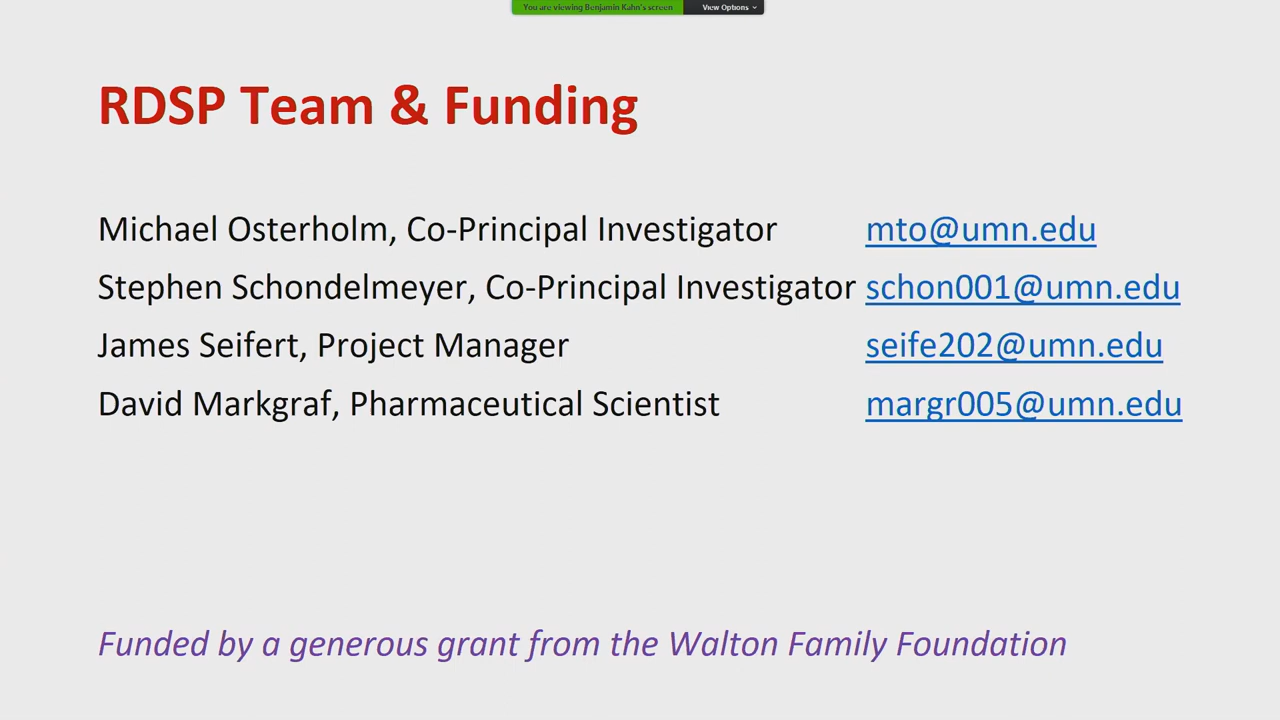 You are viewing Benjamin Kahn's screen View Options
RDSP Team & Funding
Michael Osterholm, Co-Principal Investigator mto@umn.edu
Stephen Schondelmeyer, Co-Principal Investigator schon001@umn.edu
James Seifert, Project Manager seife202@umn.edu
David Markgraf, Pharmaceutical Scientist margr005@umn.edu
Funded by a generous grant from the Walton Family Foundation